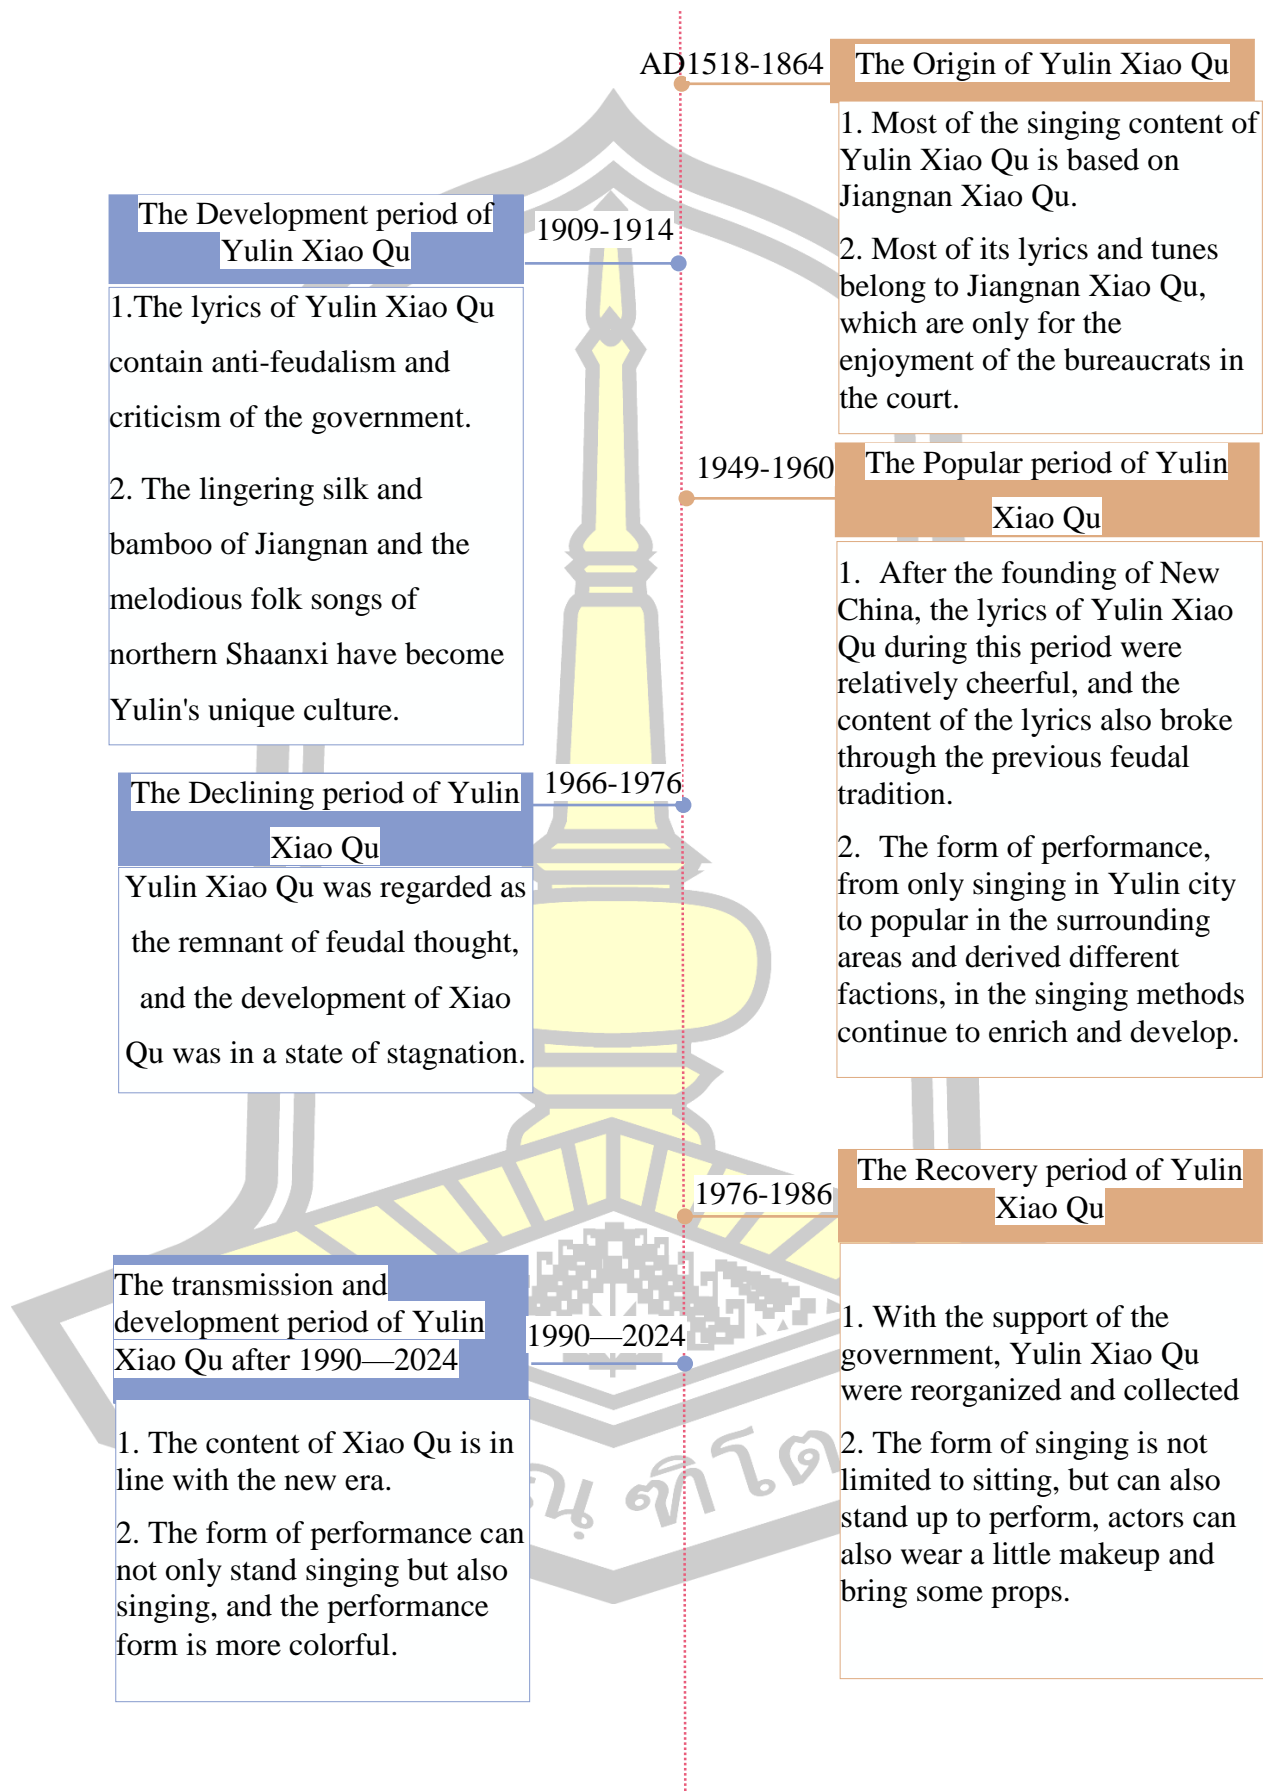 AD1518-1864
The Origin of Yulin Xiao Qu
1. Most of the singing content of
Yulin Xiao Qu is based on
Jiangnan Xiao Qu.
2. Most of its lyrics and tunes
belong to Jiangnan Xiao Qu,
which are only for the
enjoyment of the bureaucrats in
the court.
The Development period of
Yulin Xiao Qu
1909-1914
1.The lyrics of Yulin Xiao Qu
contain anti-feudalism and
criticism of the government.
2. The lingering silk and
bamboo of Jiangnan and the
melodious folk songs of
northern Shaanxi have become
Yulin's unique culture.
1949-1960
The Popular period of Yulin
Xiao Qu
1. After the founding of New
China, the lyrics of Yulin Xiao
Qu during this period were
relatively cheerful, and the
content of the lyrics also broke
through the previous feudal
tradition.
2. The form of performance,
from only singing in Yulin city
to popular in the surrounding
areas and derived different
factions, in the singing methods
continue to enrich and develop.
The Declining period of Yulin
Xiao Qu
1966-1976
Yulin Xiao Qu was regarded as
the remnant of feudal thought,
and the development of Xiao
Qu was in a state of stagnation.
1976-1986
The Recovery period of Yulin
Xiao Qu
1. With the support of the
government, Yulin Xiao Qu
were reorganized and collected
2. The form of singing is not
limited to sitting, but can also
stand up to perform, actors can
also wear a little makeup and
bring some props.
The transmission and
development period of Yulin
Xiao Qu after 1990—2024
1990—2024
1. The content of Xiao Qu is in
line with the new era.
2. The form of performance can
not only stand singing but also
singing, and the performance
form is more colorful.